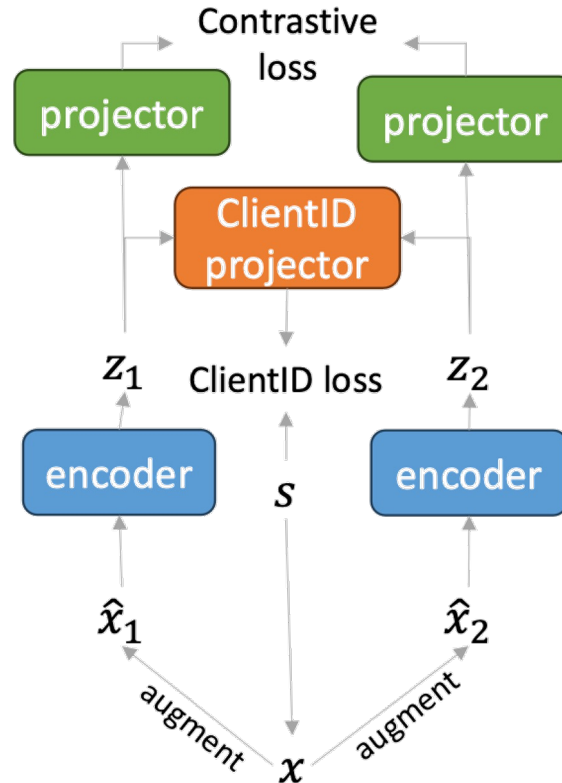 Contrastive
loss
projector
projector
ClientID
projector
z₁
ClientID loss
z₂
encoder
s
encoder
x̂₁
x̂₂
augment
augment
x